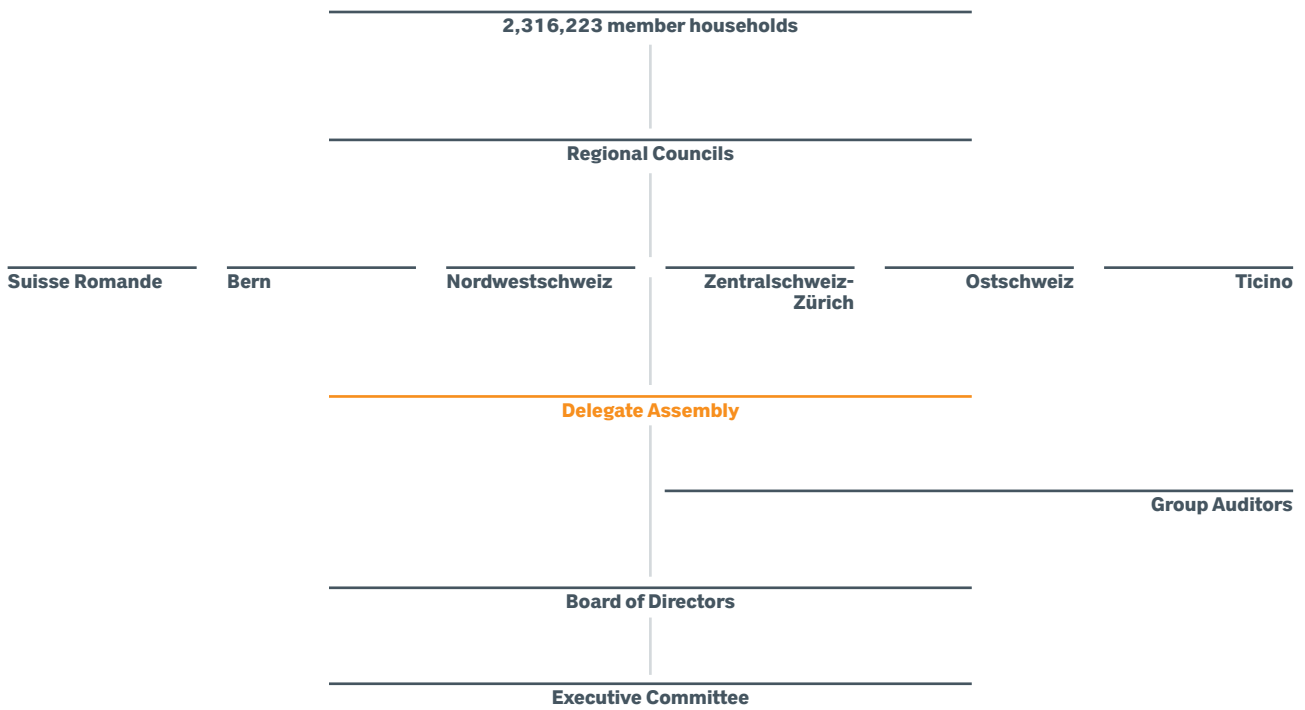 2,316,223 member households
Regional Councils
Suisse Romande
Bern
Nordwestschweiz
Zentralschweiz-
Zürich
Ostschweiz
Ticino
Delegate Assembly
Group Auditors
Board of Directors
Executive Committee